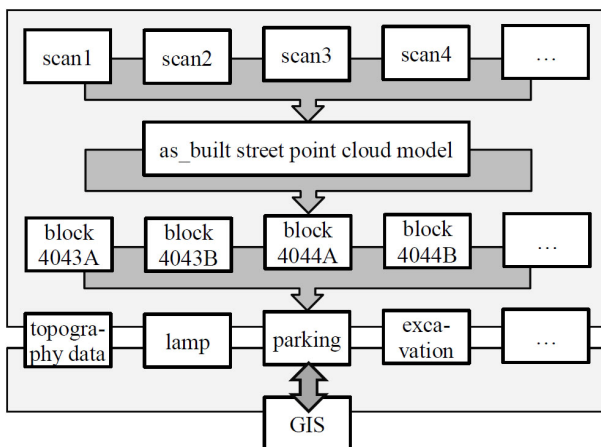 scan1 scan2 scan3 scan4 …
as_built street point cloud model
block block block block …
4043A 4043B 4044A 4044B
topogra- lamp parking exca- …
phy data vation
GIS